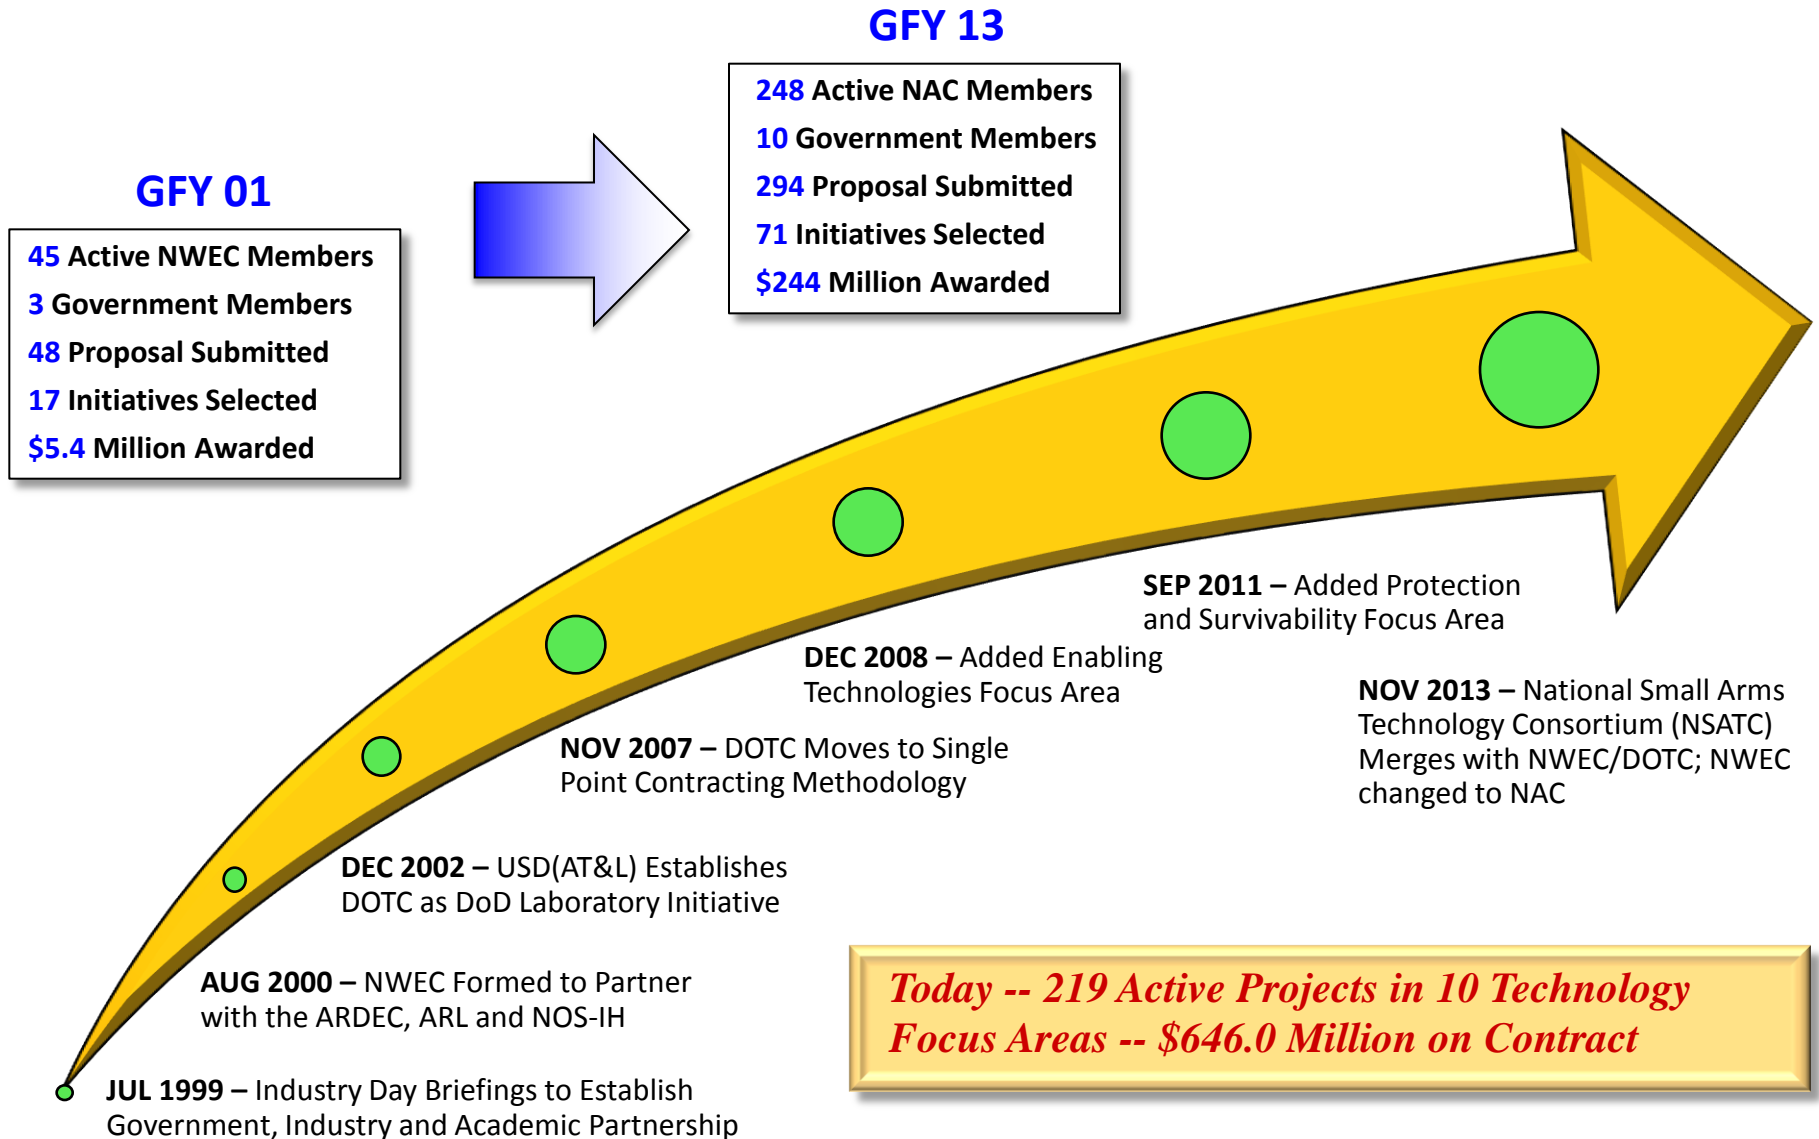 GFY 13
248 Active NAC Members
10 Government Members
294 Proposal Submitted
71 Initiatives Selected
$244 Million Awarded
GFY 01
45 Active NWEC Members
3 Government Members
48 Proposal Submitted
17 Initiatives Selected
$5.4 Million Awarded
SEP 2011 – Added Protection
and Survivability Focus Area
DEC 2008 – Added Enabling
Technologies Focus Area
NOV 2013 – National Small Arms
Technology Consortium (NSATC)
Merges with NWEC/DOTC; NWEC
changed to NAC
NOV 2007 – DOTC Moves to Single
Point Contracting Methodology
DEC 2002 – USD(AT&L) Establishes
DOTC as DoD Laboratory Initiative
AUG 2000 – NWEC Formed to Partner
with the ARDEC, ARL and NOS-IH
JUL 1999 – Industry Day Briefings to Establish
Government, Industry and Academic Partnership
Today -- 219 Active Projects in 10 Technology
Focus Areas -- $646.0 Million on Contract